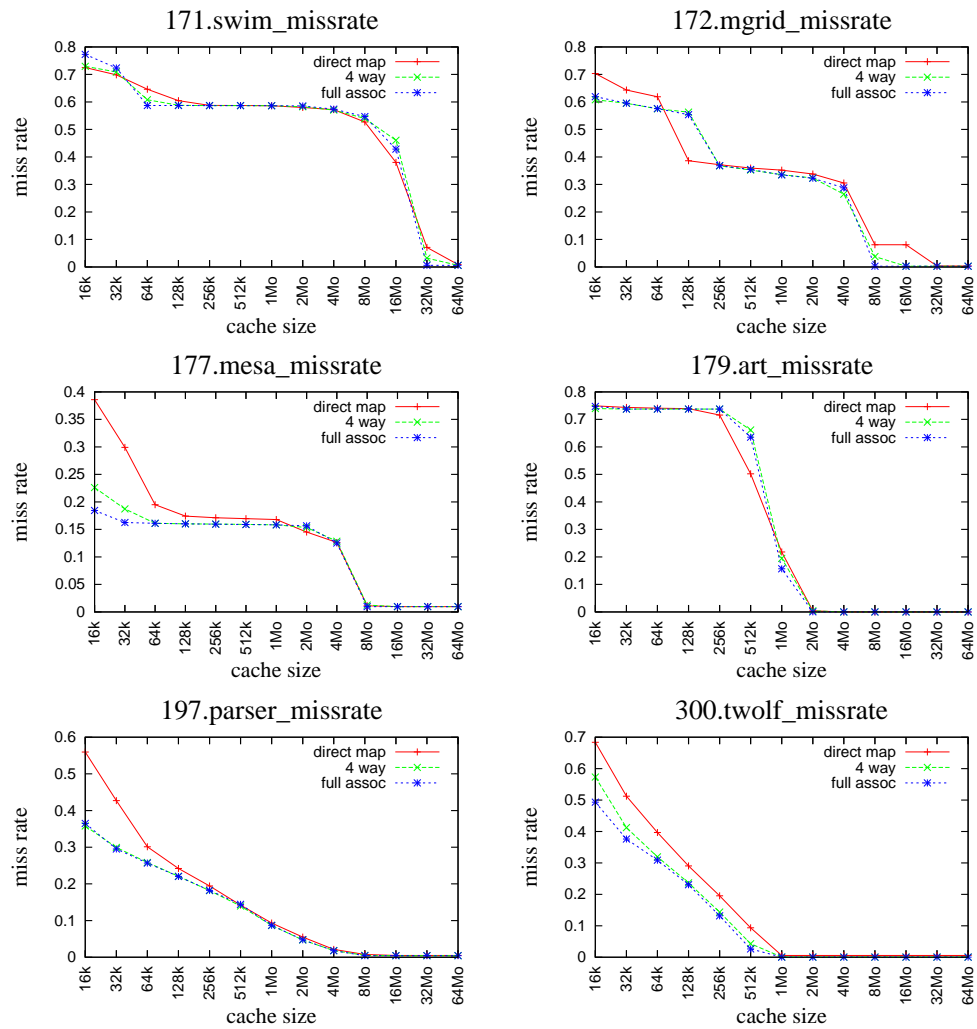 171.swim_missrate
miss rate
0.8
0.7
0.6
0.5
0.4
0.3
0.2
0.1
0
direct map
4 way
full assoc
16k 32k 64k 128k 256k 512k 1Mo 2Mo 4Mo 8Mo 16Mo 32Mo 64Mo
cache size
172.mgrid_missrate
miss rate
0.8
0.7
0.6
0.5
0.4
0.3
0.2
0.1
0
direct map
4 way
full assoc
16k 32k 64k 128k 256k 512k 1Mo 2Mo 4Mo 8Mo 16Mo 32Mo 64Mo
cache size
177.mesa_missrate
miss rate
0.4
0.35
0.3
0.25
0.2
0.15
0.1
0.05
0
direct map
4 way
full assoc
16k 32k 64k 128k 256k 512k 1Mo 2Mo 4Mo 8Mo 16Mo 32Mo 64Mo
cache size
179.art_missrate
miss rate
0.8
0.7
0.6
0.5
0.4
0.3
0.2
0.1
0
direct map
4 way
full assoc
16k 32k 64k 128k 256k 512k 1Mo 2Mo 4Mo 8Mo 16Mo 32Mo 64Mo
cache size
197.parser_missrate
miss rate
0.6
0.5
0.4
0.3
0.2
0.1
0
direct map
4 way
full assoc
16k 32k 64k 128k 256k 512k 1Mo 2Mo 4Mo 8Mo 16Mo 32Mo 64Mo
cache size
300.twolf_missrate
miss rate
0.7
0.6
0.5
0.4
0.3
0.2
0.1
0
direct map
4 way
full assoc
16k 32k 64k 128k 256k 512k 1Mo 2Mo 4Mo 8Mo 16Mo 32Mo 64Mo
cache size